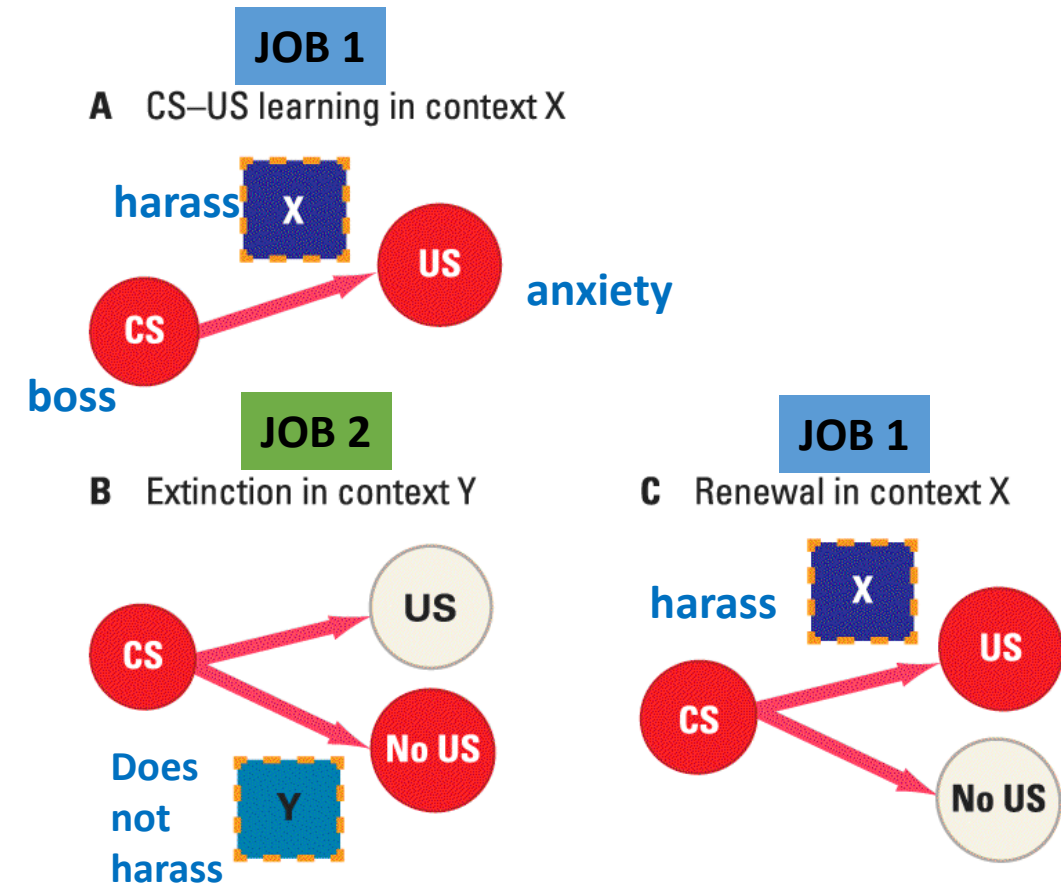 JOB 1
A CS–US learning in context X
harass
X
US
anxiety
CS
boss
JOB 2
B Extinction in context Y
US
CS
No US
Does
not
harass
Y
JOB 1
C Renewal in context X
harass
X
US
CS
No US